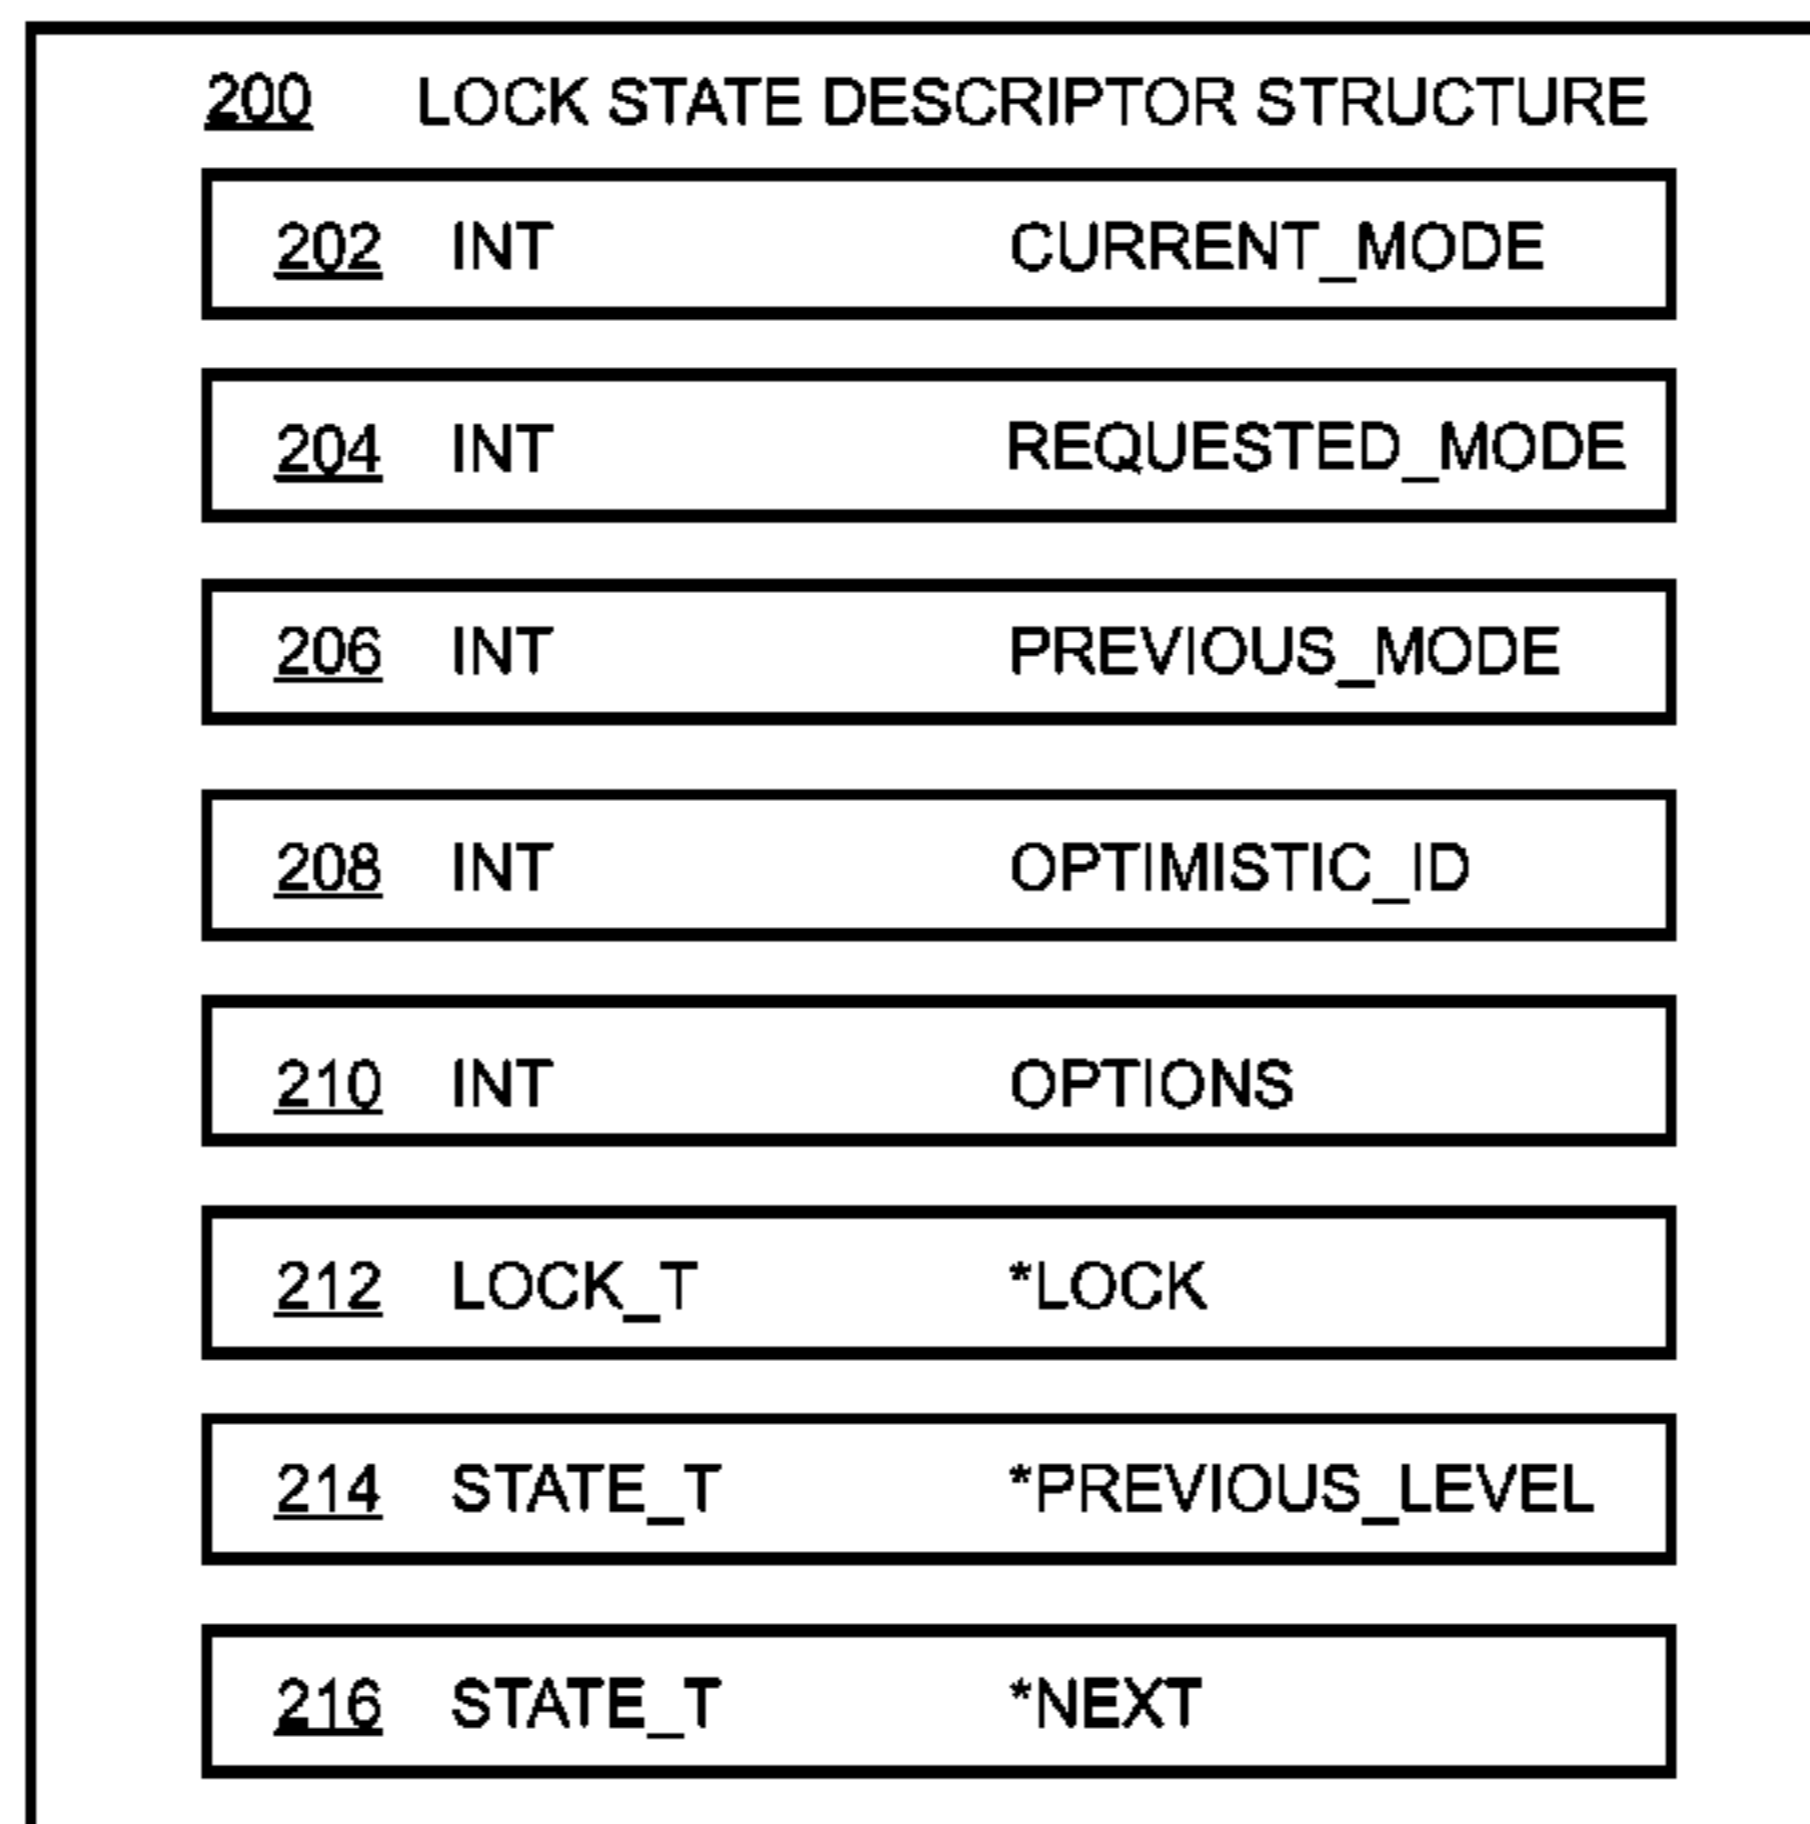 200 LOCK STATE DESCRIPTOR STRUCTURE
202 INT CURRENT_MODE
204 INT REQUESTED_MODE
206 INT PREVIOUS_MODE
208 INT OPTIMISTIC_ID
210 INT OPTIONS
212 LOCK_T *LOCK
214 STATE_T *PREVIOUS_LEVEL
216 STATE_T *NEXT